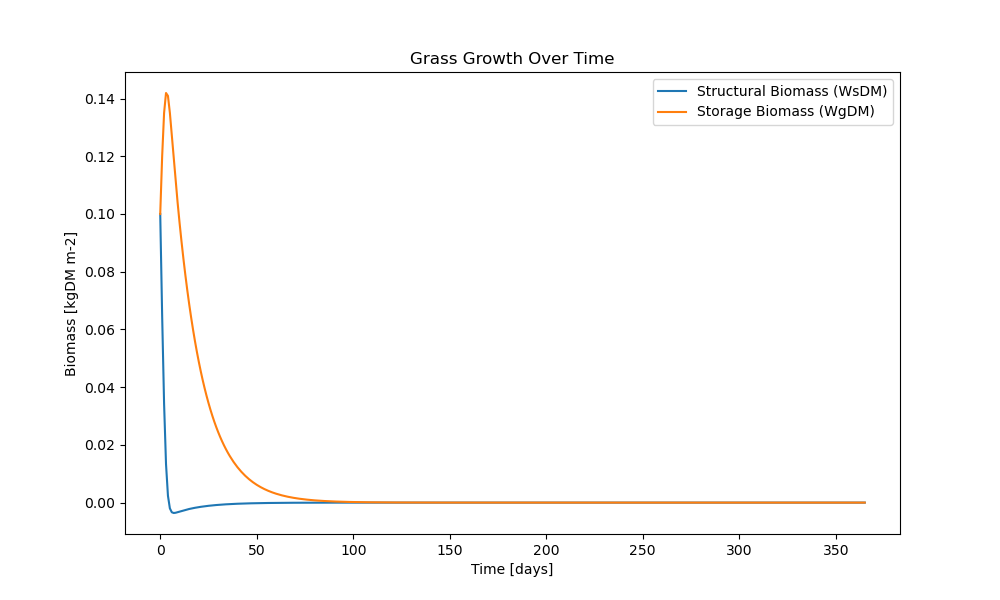 Grass Growth Over Time
Structural Biomass (WsDM)
Storage Biomass (WgDM)
Biomass [kgDM m-2]
0.14
0.12
0.10
0.08
0.06
0.04
0.02
0.00
0 50 100 150 200 250 300 350
Time [days]